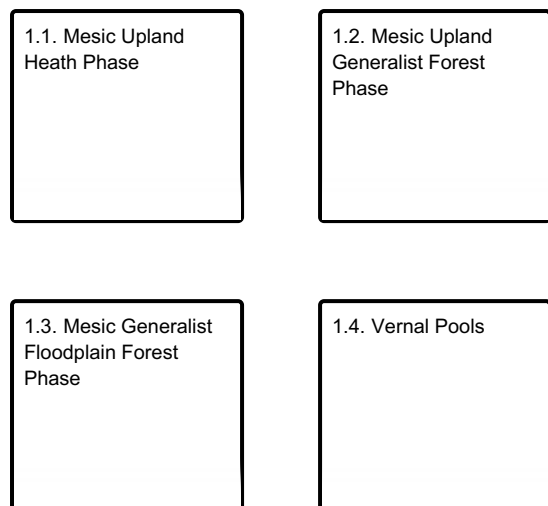 1.1. Mesic Upland
Heath Phase
1.2. Mesic Upland
Generalist Forest
Phase
1.3. Mesic Generalist
Floodplain Forest
Phase
1.4. Vernal Pools